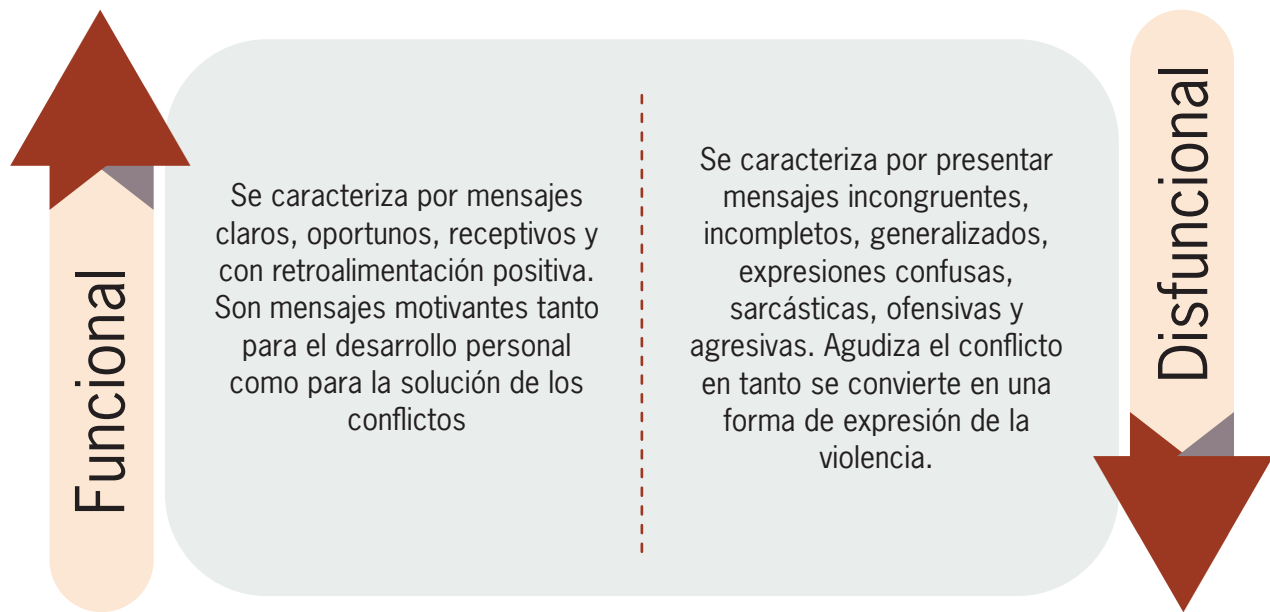 Funcional
Se caracteriza por mensajes
claros, oportunos, receptivos y
con retroalimentación positiva.
Son mensajes motivantes tanto
para el desarrollo personal
como para la solución de los
conflictos
Se caracteriza por presentar
mensajes incongruentes,
incompletos, generalizados,
expresiones confusas,
sarcásticas, ofensivas y
agresivas. Agudiza el conflicto
en tanto se convierte en una
forma de expresión de la
violencia.
Disfuncional